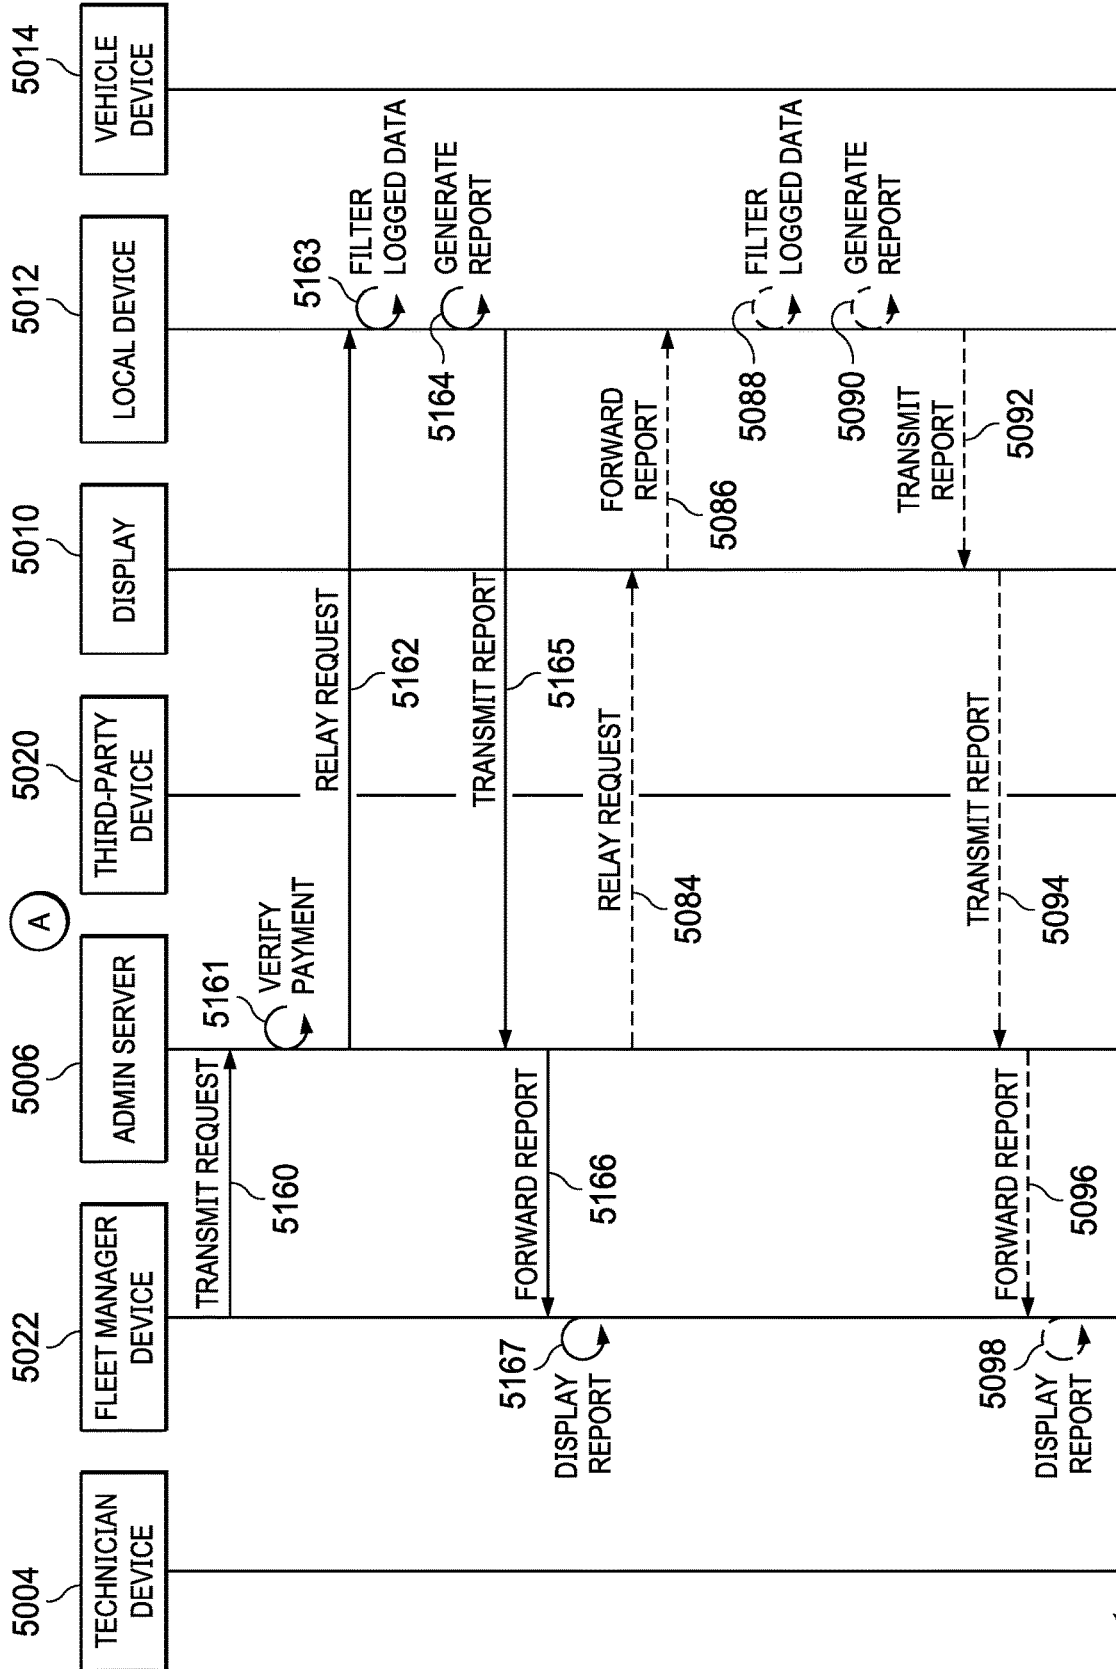 5004
5022
5006
A
5020
5010
5012
5014
TECHNICIAN
DEVICE
FLEET MANAGER
DEVICE
ADMIN SERVER
THIRD-PARTY
DEVICE
DISPLAY
LOCAL DEVICE
VEHICLE
DEVICE
TRANSMIT REQUEST
5160
5161
VERIFY
PAYMENT
RELAY REQUEST
5162
5163
FILTER
LOGGED DATA
5164
GENERATE
REPORT
TRANSMIT REPORT
5165
FORWARD REPORT
5166
5167
DISPLAY
REPORT
RELAY REQUEST
5084
FORWARD
REPORT
5086
5088
FILTER
LOGGED DATA
5090
GENERATE
REPORT
TRANSMIT
REPORT
5092
TRANSMIT REPORT
5094
FORWARD REPORT
5096
5098
DISPLAY
REPORT